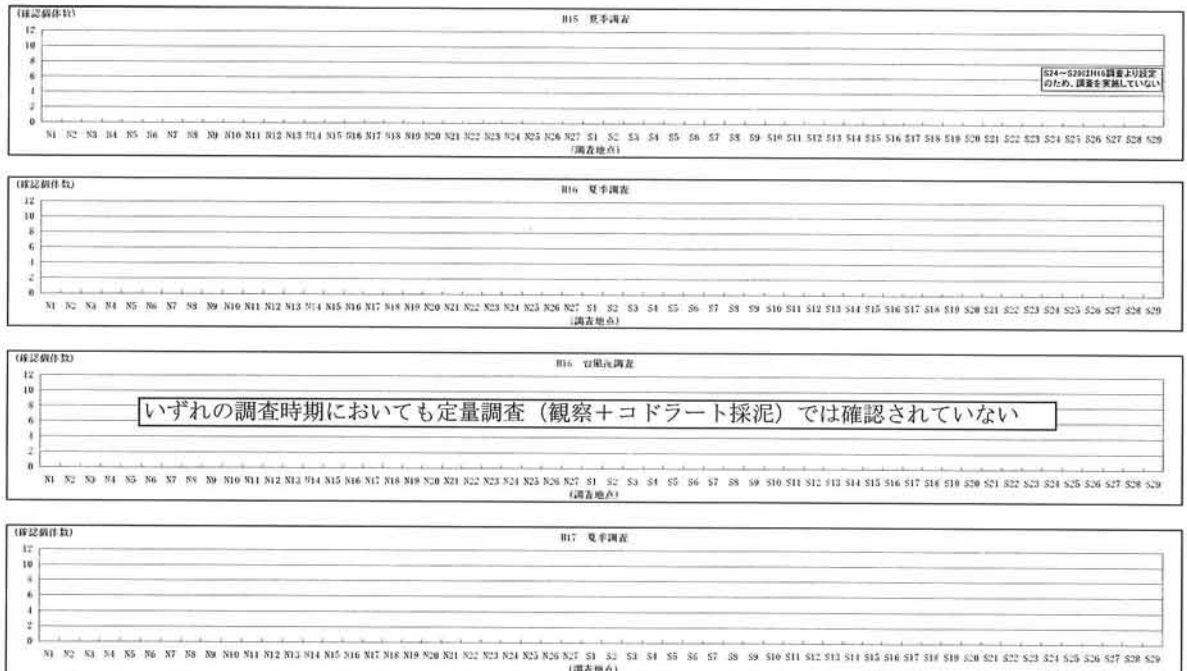 (確認個体数)
H15 夏季調査
12
10
8
6
4
2
0
S24～S29はH16調査より設定
のため、調査を実施していない
N1 N2 N3 N4 N5 N6 N7 N8 N9 N10 N11 N12 N13 N14 N15 N16 N17 N18 N19 N20 N21 N22 N23 N24 N25 N26 N27 S1 S2 S3 S4 S5 S6 S7 S8 S9 S10 S11 S12 S13 S14 S15 S16 S17 S18 S19 S20 S21 S22 S23 S24 S25 S26 S27 S28 S29
(調査地点)
(確認個体数)
H16 夏季調査
12
10
8
6
4
2
0
N1 N2 N3 N4 N5 N6 N7 N8 N9 N10 N11 N12 N13 N14 N15 N16 N17 N18 N19 N20 N21 N22 N23 N24 N25 N26 N27 S1 S2 S3 S4 S5 S6 S7 S8 S9 S10 S11 S12 S13 S14 S15 S16 S17 S18 S19 S20 S21 S22 S23 S24 S25 S26 S27 S28 S29
(調査地点)
(確認個体数)
H16 台風後調査
12
10
8
6
4
2
0
いずれの調査時期においても定量調査（観察＋コドラート採泥）では確認されていない
N1 N2 N3 N4 N5 N6 N7 N8 N9 N10 N11 N12 N13 N14 N15 N16 N17 N18 N19 N20 N21 N22 N23 N24 N25 N26 N27 S1 S2 S3 S4 S5 S6 S7 S8 S9 S10 S11 S12 S13 S14 S15 S16 S17 S18 S19 S20 S21 S22 S23 S24 S25 S26 S27 S28 S29
(調査地点)
(確認個体数)
H17 夏季調査
12
10
8
6
4
2
0
N1 N2 N3 N4 N5 N6 N7 N8 N9 N10 N11 N12 N13 N14 N15 N16 N17 N18 N19 N20 N21 N22 N23 N24 N25 N26 N27 S1 S2 S3 S4 S5 S6 S7 S8 S9 S10 S11 S12 S13 S14 S15 S16 S17 S18 S19 S20 S21 S22 S23 S24 S25 S26 S27 S28 S29
(調査地点)